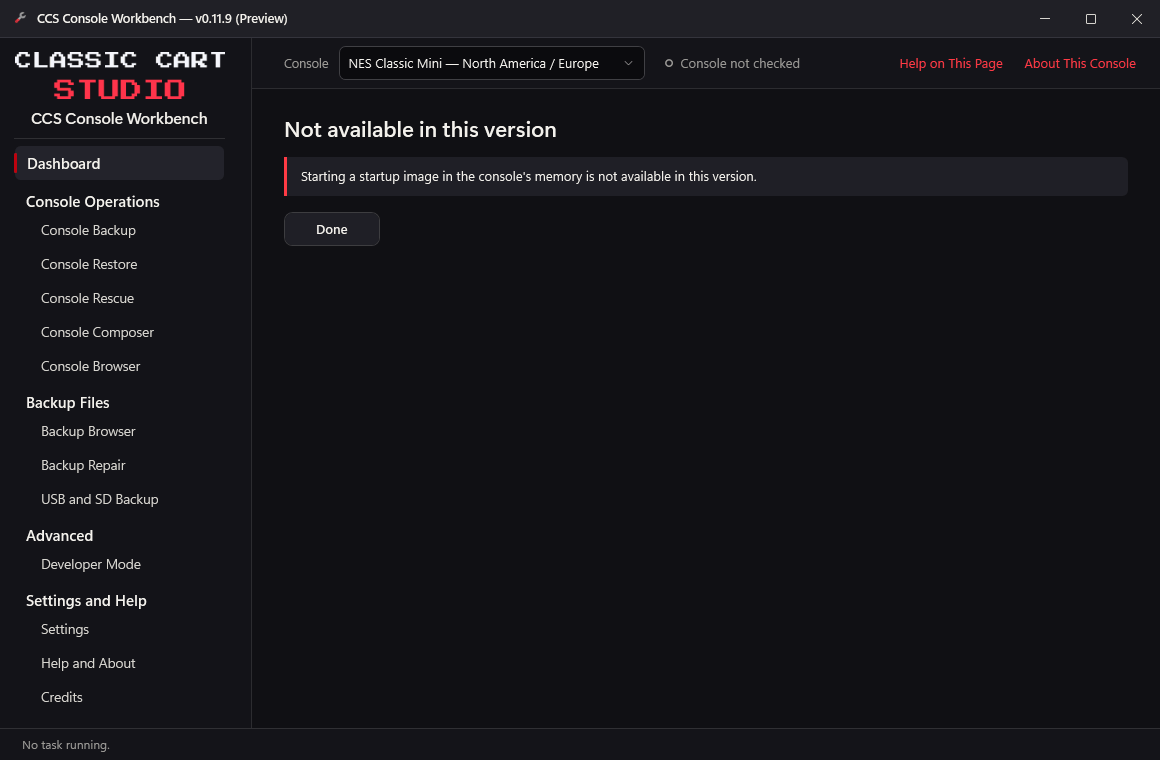 CCS Console Workbench — v0.11.9 (Preview)
CLASSIC CART
STUDIO
CCS Console Workbench
Dashboard
Console Operations
Console Backup
Console Restore
Console Rescue
Console Composer
Console Browser
Backup Files
Backup Browser
Backup Repair
USB and SD Backup
Advanced
Developer Mode
Settings and Help
Settings
Help and About
Credits
Console NES Classic Mini — North America / Europe Console not checked Help on This Page About This Console
Not available in this version
Starting a startup image in the console's memory is not available in this version.
Done
No task running.